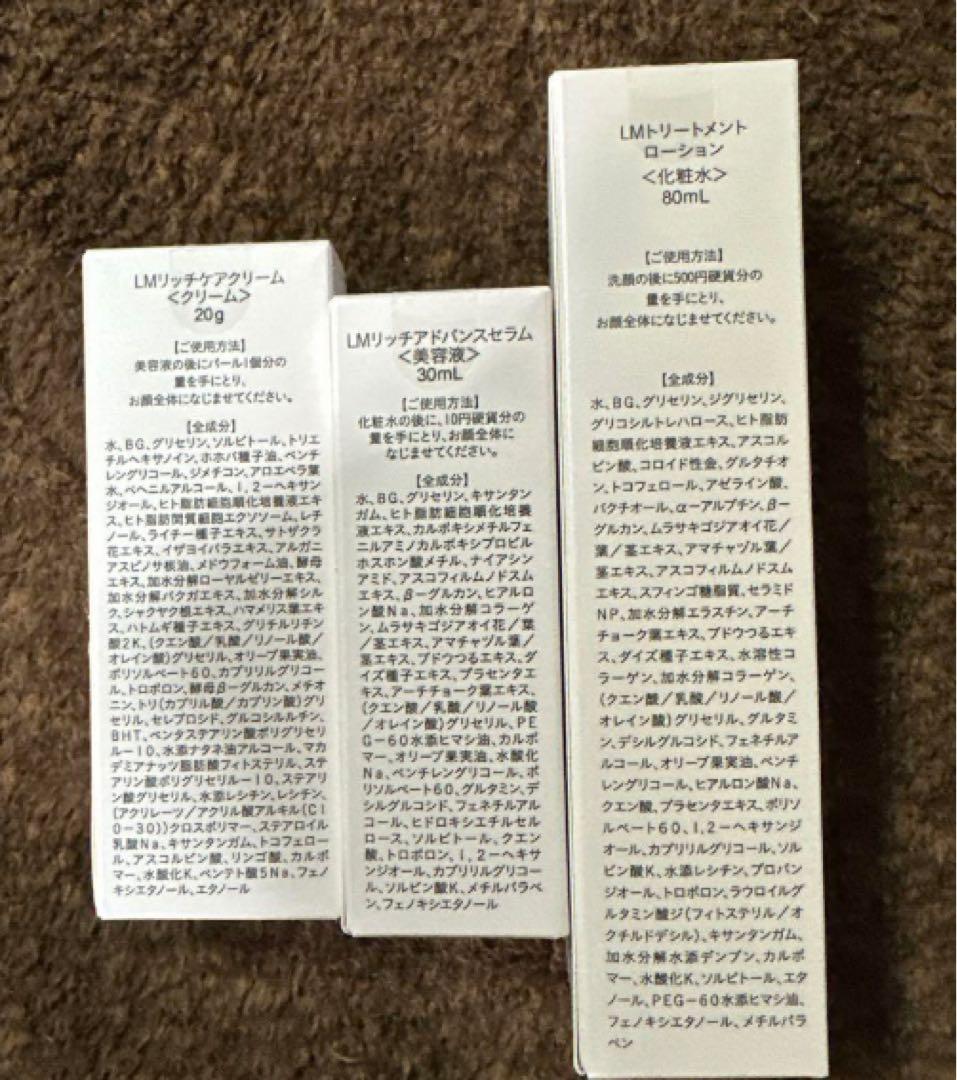 LMリッチケアクリーム
<クリーム>
20g
【ご使用方法】
美容液の後にパール1個分の
量を手にとり、
お顔全体になじませてください。
【全成分】
水、BG、グリセリン、ソルビトール、トリエ
チルヘキサノイン、ホホバ種子油、ペンチ
レングリコール、ジメチコン、アロエベラ葉
水、ベヘニルアルコール、1,2-ヘキサン
ジオール、ヒト脂肪細胞順化培養液エキ
ス、ヒト脂肪間質細胞エクソソーム、レチ
ノール、ライチー種子エキス、サトザクラ
花エキス、イザヨイバラエキス、アルガニ
アスピノサ核油、メドウフォーム油、酵母
エキス、加水分解ローヤルゼリーエキス、
加水分解バクガエキス、加水分解シル
ク、シャクヤク根エキス、ハマメリス葉エキ
ス、ハトムギ種子エキス、グリチルリチン
酸2K、(クエン酸/乳酸/リノール酸/
オレイン酸)グリセリル、オリーブ果実油、
ポリソルベート60、カプリリルグリコー
ル、トロポロン、酵母β-グルカン、メチオ
ニン、トリ(カプリル酸/カプリン酸)グリ
セリル、セレブロシド、グルコシルルチン、
BHT、ペンタステアリン酸ポリグリセリ
ル-10、水添ナタネ油アルコール、マカ
デミアナッツ脂肪酸フィトステリル、ステ
アリン酸ポリグリセリル-10、ステアリ
ン酸グリセリル、水添レシチン、レシチン、
(アクリレーツ/アクリル酸アルキル(C1
0-30))クロスポリマー、ステアロイル
乳酸Na、キサンタンガム、トコフェロー
ル、アスコルビン酸、リンゴ酸、カルボ
マー、水酸化K、ペンテト酸5Na、フェノ
キシエタノール、エタノール
LMリッチアドバンスセラム
<美容液>
30mL
【ご使用方法】
化粧水の後に、10円硬貨分の
量を手にとり、お顔全体に
なじませてください。
【全成分】
水、BG、グリセリン、キサンタン
ガム、ヒト脂肪細胞順化培養
液エキス、カルボキシメチルフェ
ニルアミノカルボキシプロピル
ホスホン酸メチル、ナイアシン
アミド、アスコフィルムノドスム
エキス、β-グルカン、ヒアルロ
ン酸Na、加水分解コラーゲン
、ムラサキゴジアオイ花/葉
/茎エキス、アマチャヅル葉/
茎エキス、ブドウつるエキス、ダ
イズ種子エキス、プラセンタエ
キス、アーチチョーク葉エキス、
(クエン酸/乳酸/リノール酸
/オレイン酸)グリセリル、PE
G-60水添ヒマシ油、カルボ
マー、オリーブ果実油、水酸化
Na、ペンチレングリコール、ポ
リソルベート60、グルタミン、デ
シルグルコシド、フェネチルアル
コール、ヒドロキシエチルセル
ロース、ソルビトール、クエン
酸、トロポロン、1,2-ヘキサ
ンジオール、カプリリルグリコー
ル、ソルビン酸K、メチルパラベ
ン、フェノキシエタノール
LMトリートメント
ローション
<化粧水>
80mL
【ご使用方法】
洗顔の後に500円硬貨分の
量を手にとり、
お顔全体になじませてください。
【全成分】
水、BG、グリセリン、ジグリセリン、
グリコシルトレハロース、ヒト脂肪
細胞順化培養液エキス、アスコル
ビン酸、コロイド性金、グルタチオ
ン、トコフェロール、アゼライン酸、
バクチオール、α-アルブチン、β-
グルカン、ムラサキゴジアオイ花/
葉/茎エキス、アマチャヅル葉/
茎エキス、アスコフィルムノドスム
エキス、スフィンゴ糖脂質、セラミド
NP、加水分解エラスチン、アーチ
チョーク葉エキス、ブドウつるエキ
ス、ダイズ種子エキス、水溶性コ
ラーゲン、加水分解コラーゲン、
(クエン酸/乳酸/リノール酸/
オレイン酸)グリセリル、グルタミ
ン、デシルグルコシド、フェネチルア
ルコール、オリーブ果実油、ペンチ
レングリコール、ヒアルロン酸Na、
クエン酸、プラセンタエキス、ポリソ
ルベート60、1,2-ヘキサンジ
オール、カプリリルグリコール、ソル
ビン酸K、水添レシチン、プロパン
ジオール、トロポロン、ラウロイルグ
ルタミン酸ジ(フィトステリル/オ
クチルドデシル)、キサンタンガム、
加水分解水添デンプン、カルボ
マー、水酸化K、ソルビトール、エタ
ノール、PEG-60水添ヒマシ油、
フェノキシエタノール、メチルパラ
ベン